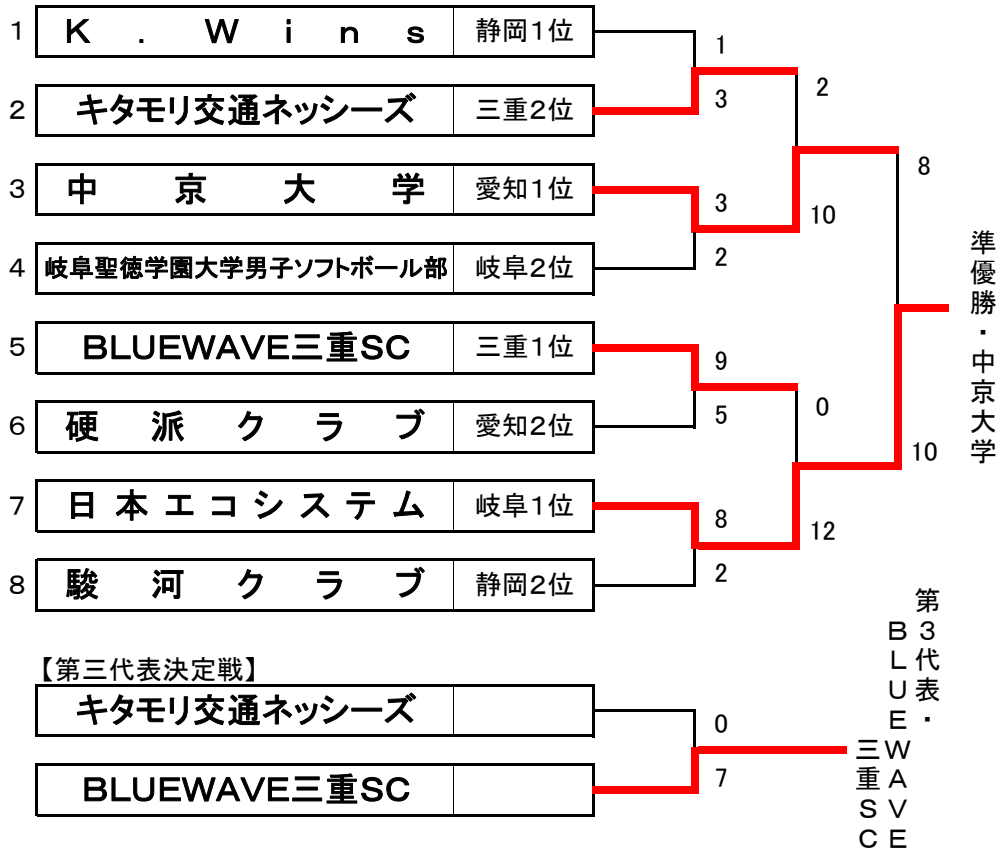 1 K.Wins 静岡1位
2 キタモリ交通ネッシーズ 三重2位
3 中京大学 愛知1位
4 岐阜聖徳学園大学男子ソフトボール部 岐阜2位
5 BLUEWAVE三重SC 三重1位
6 硬派クラブ 愛知2位
7 日本エコシステム 岐阜1位
8 駿河クラブ 静岡2位
1
3
3
2
9
5
8
2
2
10
0
12
8
10
準優勝・中京大学
【第三代表決定戦】
キタモリ交通ネッシーズ
BLUEWAVE三重SC
0
7
第3代表・
BLUEWAVE
三重SC